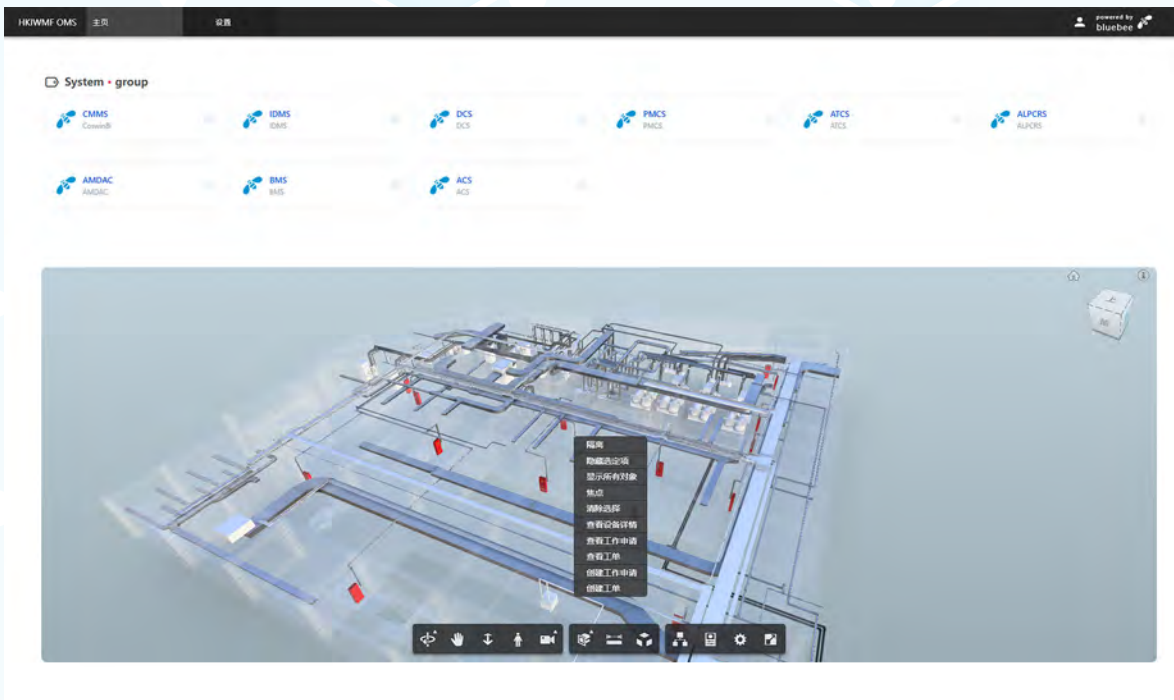 HKIWMF OMS
主页
设置
powered by
bluebee
System • group
CMMS
IDMS
IDMS
DCS
DCS
PMCS
PMCS
ATCS
ATCS
ALPCRS
ALPCRS
AMDAC
AMDAC
BMS
BMS
ACS
ACS
隔离
隐藏选定项
显示所有对象
焦点
清除选择
查看设备详情
查看工作申请
查看工单
创建工作申请
创建工单